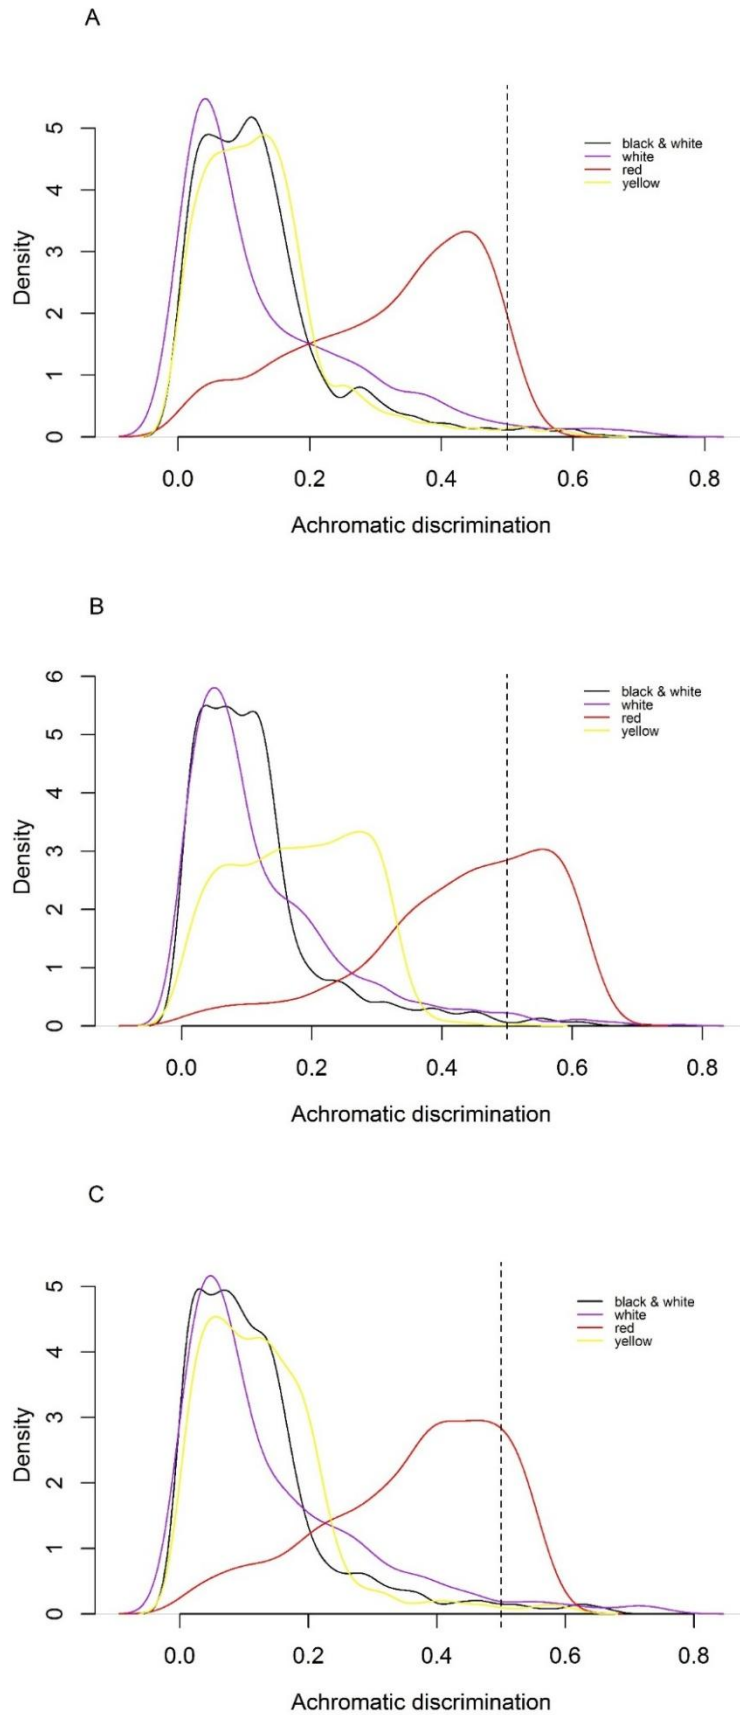 A
Density
5
4
3
2
1
0
black & white
white
red
yellow
0.0 0.2 0.4 0.6 0.8
Achromatic discrimination
B
Density
6
5
4
3
2
1
0
black & white
white
red
yellow
0.0 0.2 0.4 0.6 0.8
Achromatic discrimination
C
Density
5
4
3
2
1
0
black & white
white
red
yellow
0.0 0.2 0.4 0.6 0.8
Achromatic discrimination